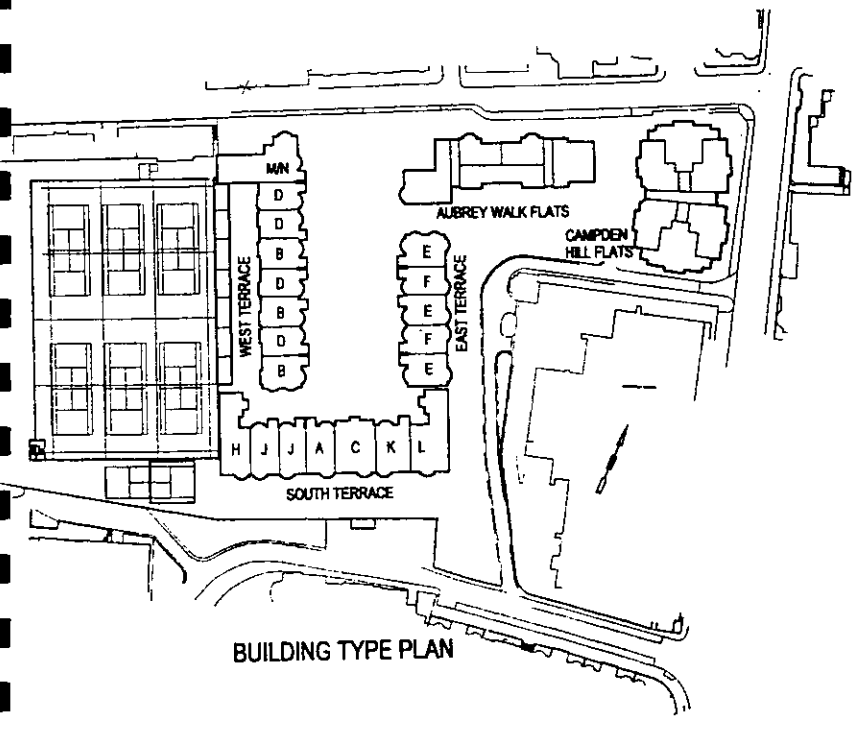 M/N
D
D
B
D
B
D
B
WEST TERRACE
AUBREY WALK FLATS
CAMPDEN
HILL FLATS
E
F
E
F
E
EAST TERRACE
H J J A C K L
SOUTH TERRACE
BUILDING TYPE PLAN